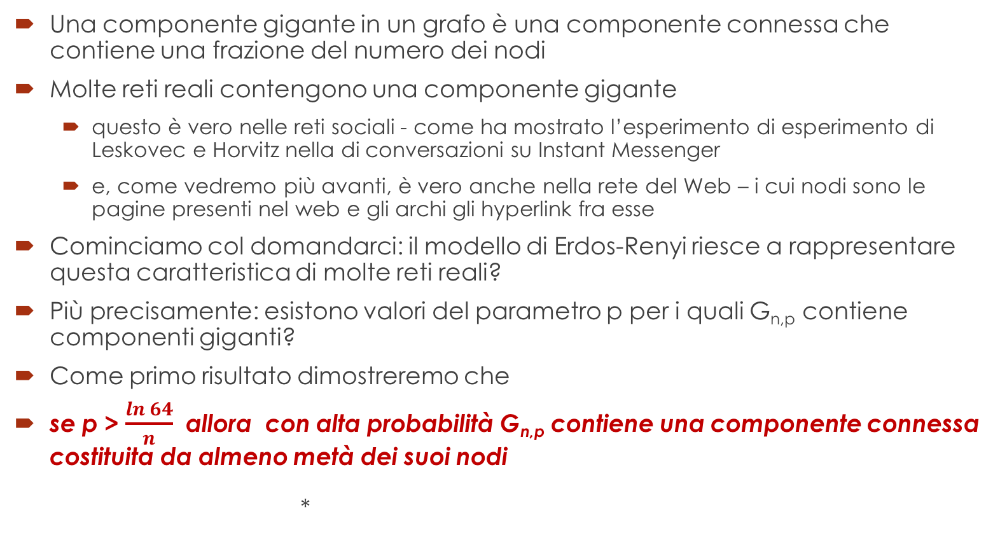 Una componente gigante in un grafo è una componente connessa che
contiene una frazione del numero dei nodi
Molte reti reali contengono una componente gigante
questo è vero nelle reti sociali - come ha mostrato l’esperimento di esperimento di
Leskovec e Horvitz nella di conversazioni su Instant Messenger
e, come vedremo più avanti, è vero anche nella rete del Web – i cui nodi sono le
pagine presenti nel web e gli archi gli hyperlink fra esse
Cominciamo col domandarci: il modello di Erdos-Renyi riesce a rappresentare
questa caratteristica di molte reti reali?
Più precisamente: esistono valori del parametro p per i quali Gn,p contiene
componenti giganti?
Come primo risultato dimostreremo che
se p > ln 64 / n allora con alta probabilità Gn,p contiene una componente connessa
costituita da almeno metà dei suoi nodi
*